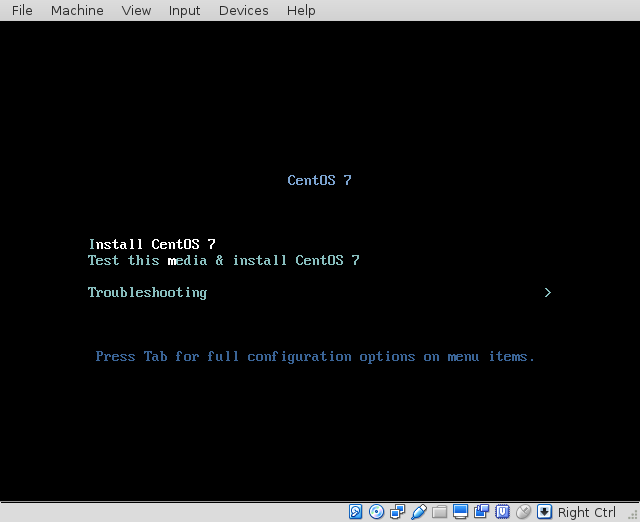 File Machine View Input Devices Help
CentOS 7
Install CentOS 7
Test this media & install CentOS 7
Troubleshooting >
Press Tab for full configuration options on menu items.
Right Ctrl